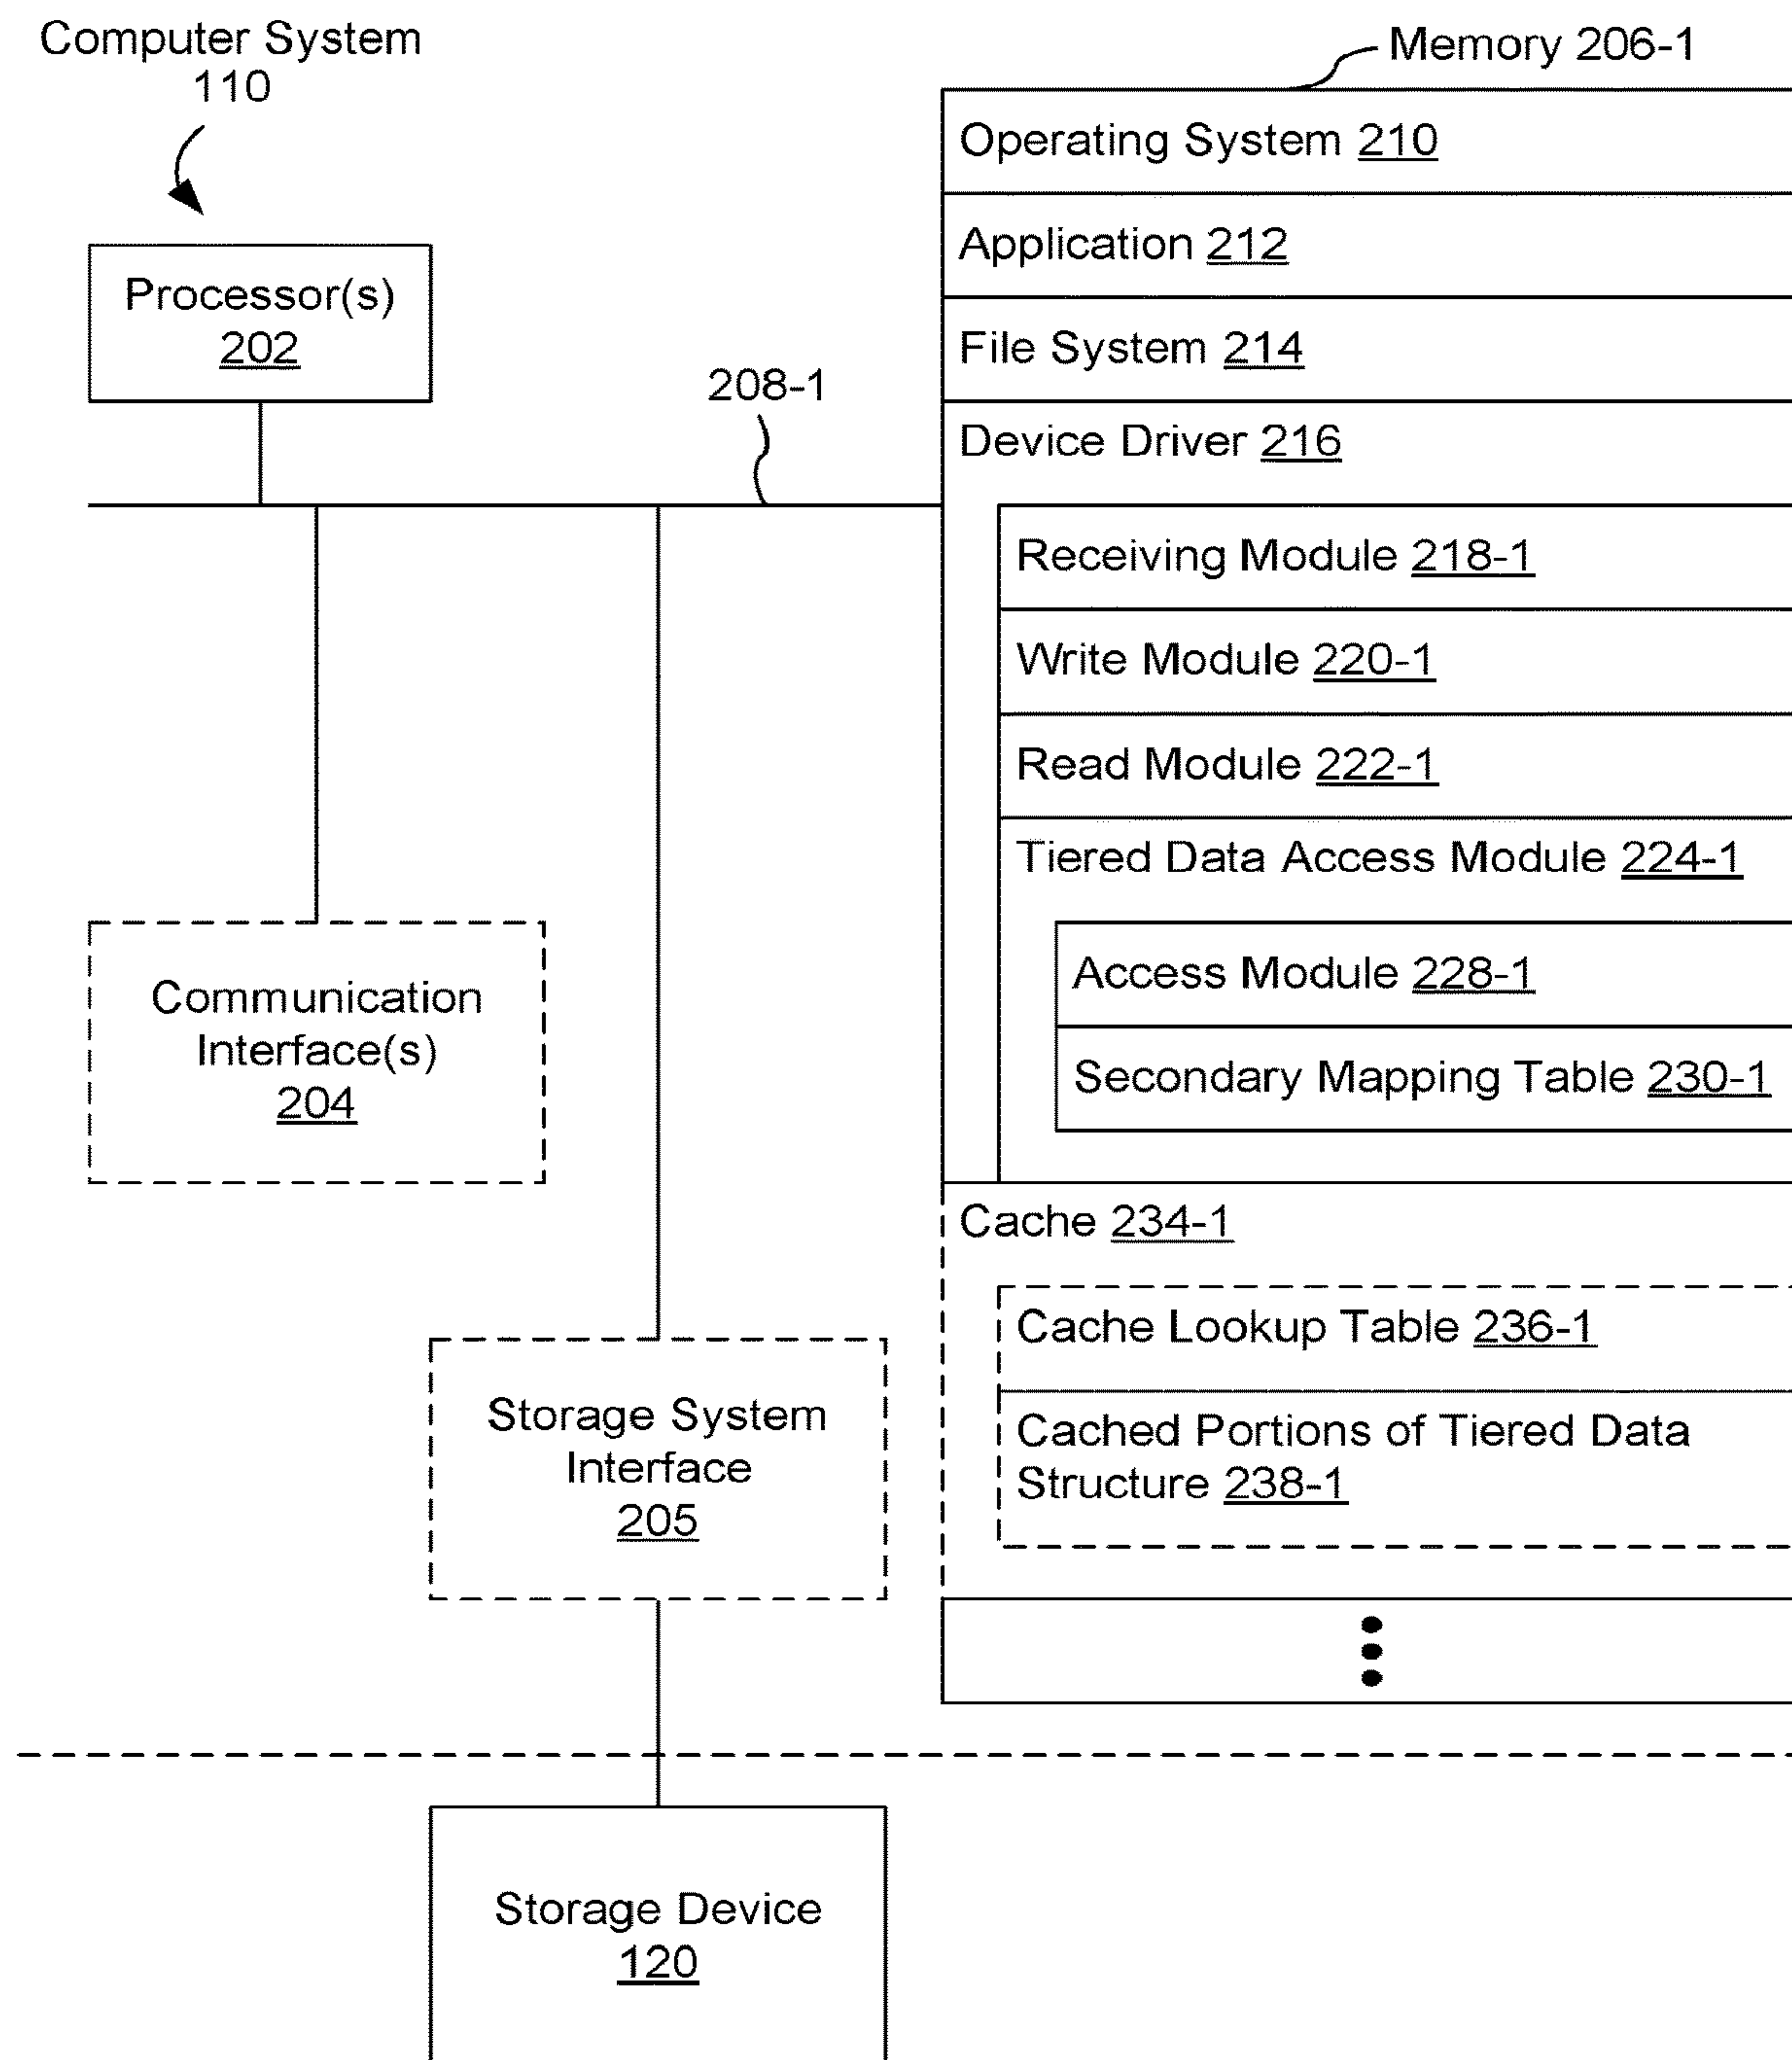 Computer System
110
Memory 206-1
Operating System 210
Application 212
Processor(s)
202
File System 214
208-1
Device Driver 216
Receiving Module 218-1
Write Module 220-1
Read Module 222-1
Tiered Data Access Module 224-1
Access Module 228-1
Communication
Interface(s)
204
Secondary Mapping Table 230-1
Cache 234-1
Cache Lookup Table 236-1
Cached Portions of Tiered Data
Structure 238-1
Storage System
Interface
205
Storage Device
120